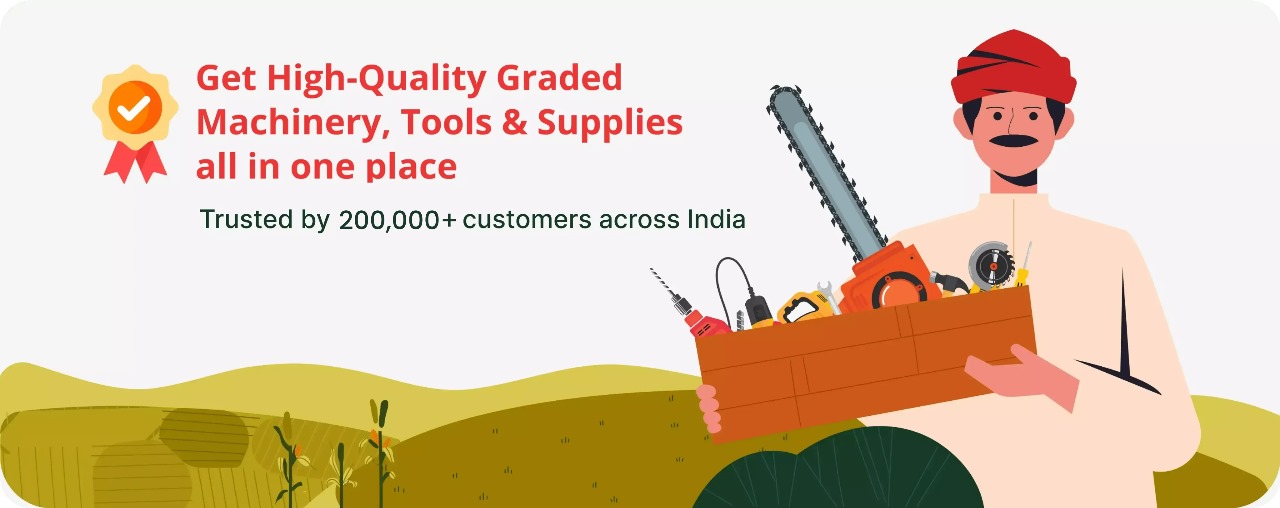 Get High-Quality Graded
Machinery, Tools & Supplies
all in one place
Trusted by 200,000+ customers across India